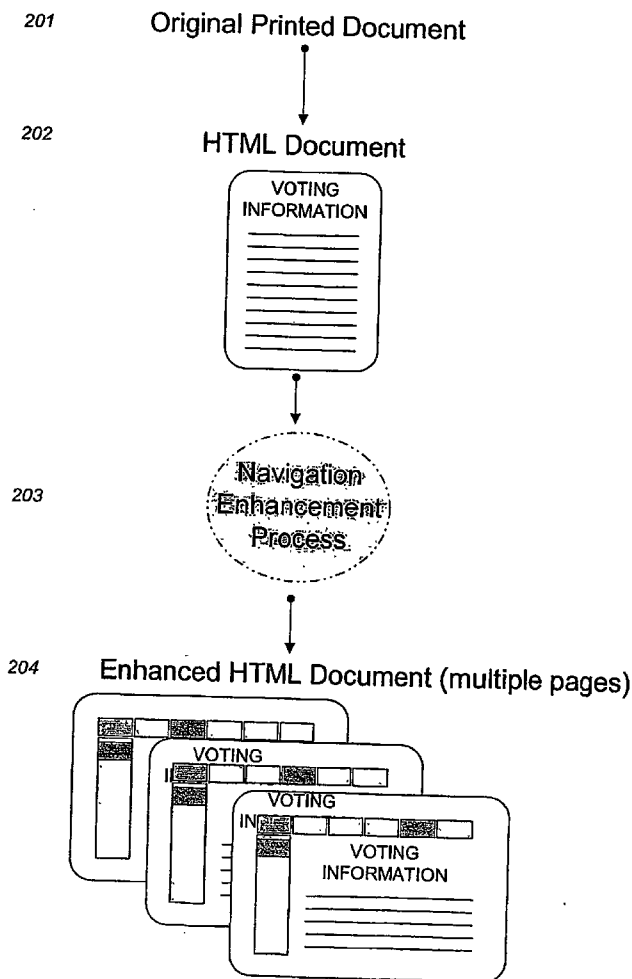 201 Original Printed Document
202 HTML Document
VOTING
INFORMATION
203 Navigation
Enhancement
Process
204 Enhanced HTML Document (multiple pages)
VOTING
VOTING
VOTING
INFORMATION